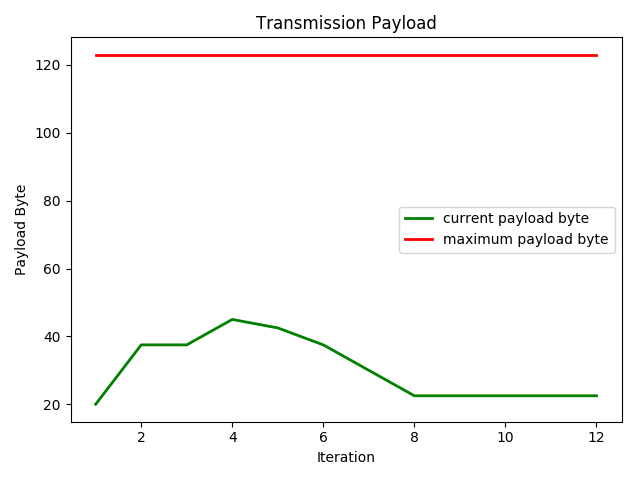 Transmission Payload
Payload Byte
120
100
80
60
40
20
current payload byte
maximum payload byte
2 4 6 8 10 12
Iteration